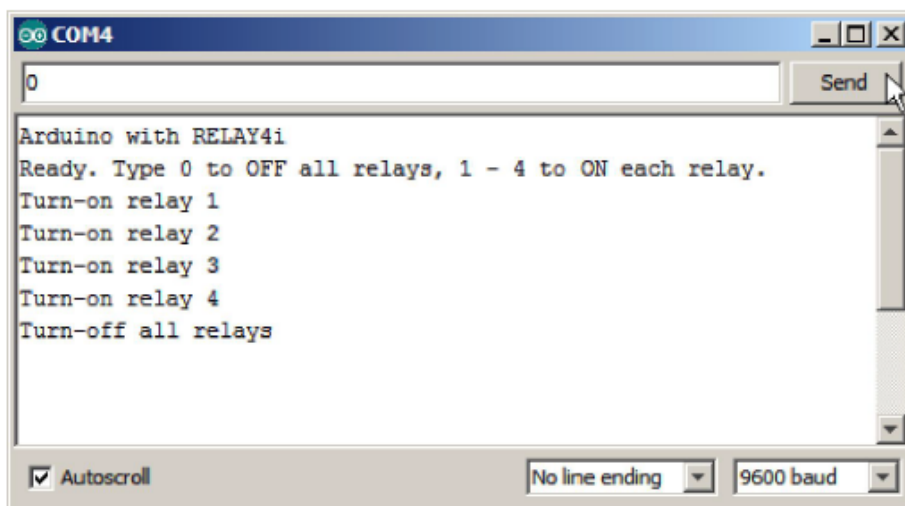 COM4
0
Send
Arduino with RELAY4i
Ready. Type 0 to OFF all relays, 1 - 4 to ON each relay.
Turn-on relay 1
Turn-on relay 2
Turn-on relay 3
Turn-on relay 4
Turn-off all relays
Autoscroll
No line ending
9600 baud